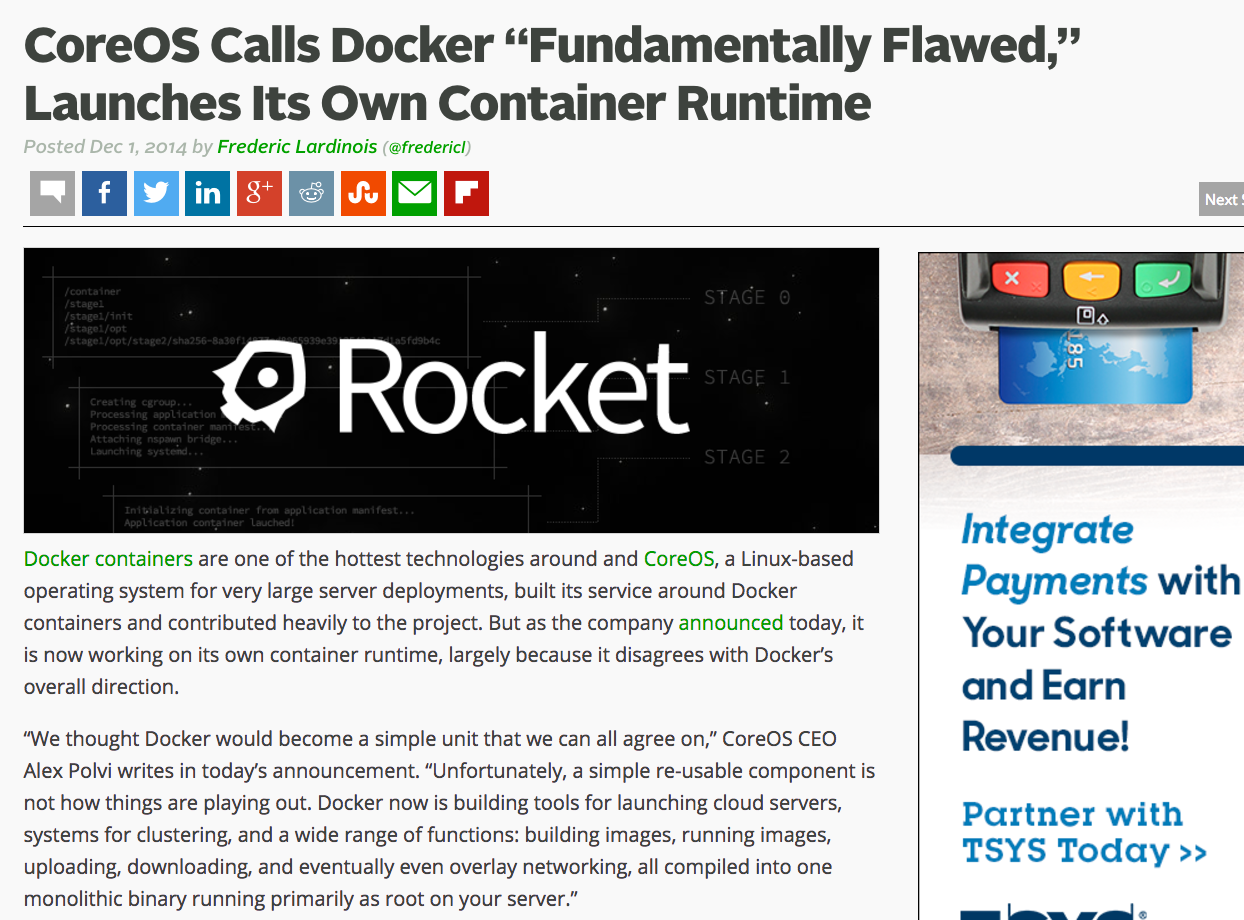 CoreOS Calls Docker “Fundamentally Flawed,”
Launches Its Own Container Runtime
Posted Dec 1, 2014 by Frederic Lardinois (@fredericl)
f
in
g+
Next
/container
/stage1
/stage1/init
/stage1/opt
/stage1/opt/stage2/sha256-8a30f
STAGE 0
Rocket
STAGE 1
Creating cgroup...
Processing application
Processing container manifest...
Attaching nspawn bridge...
Launching systemd...
STAGE 2
Initializing container from application manifest...
Application container lauched!
Docker containers are one of the hottest technologies around and CoreOS, a Linux-based
operating system for very large server deployments, built its service around Docker
containers and contributed heavily to the project. But as the company announced today, it
is now working on its own container runtime, largely because it disagrees with Docker’s
overall direction.
“We thought Docker would become a simple unit that we can all agree on,” CoreOS CEO
Alex Polvi writes in today’s announcement. “Unfortunately, a simple re-usable component is
not how things are playing out. Docker now is building tools for launching cloud servers,
systems for clustering, and a wide range of functions: building images, running images,
uploading, downloading, and eventually even overlay networking, all compiled into one
monolithic binary running primarily as root on your server.”
Integrate
Payments with
Your Software
and Earn
Revenue!
Partner with
TSYS Today >>